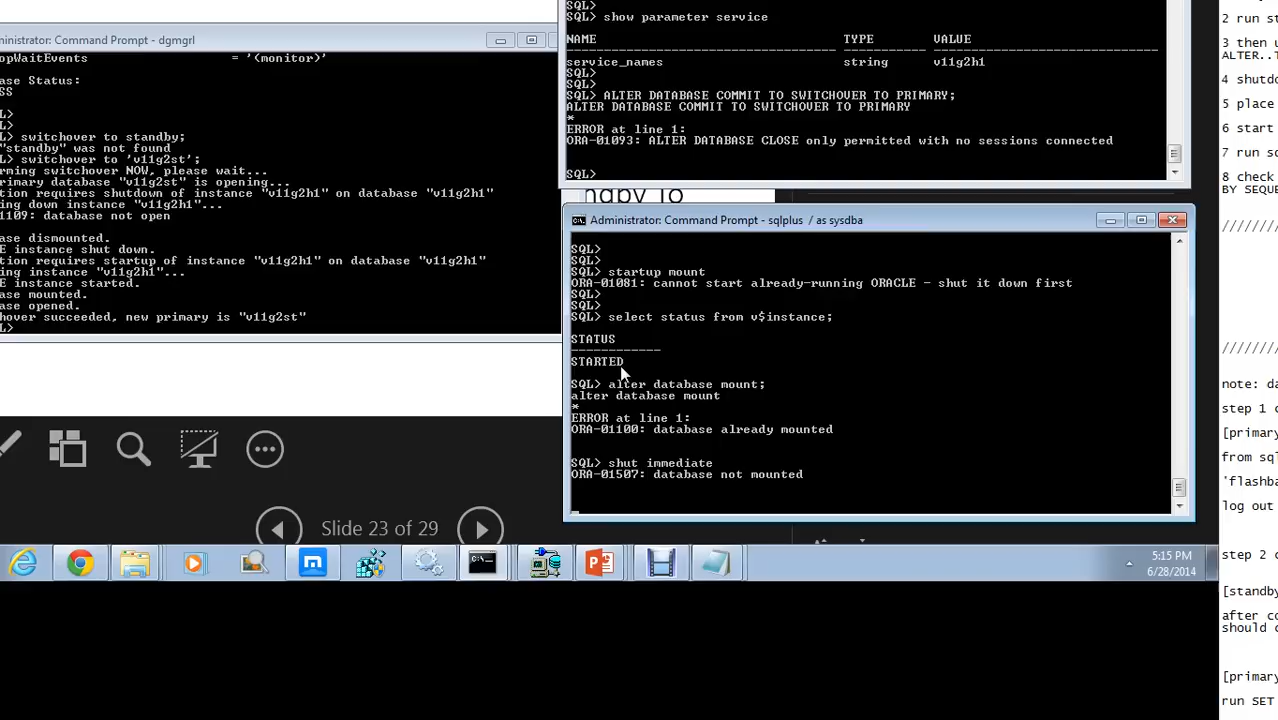 ministrator: Command Prompt - dgmgrl
opWaitEvents = '(monitor)'
ase Status:
SS
>
>
L> switchover to standby;
"standby" was not found
L> switchover to 'v11g2st';
rming switchover NOW, please wait...
rimary database "v11g2st" is opening...
tion requires shutdown of instance "v11g2h1" on database "v11g2h1"
ing down instance "v11g2h1"...
1109: database not open
ase dismounted.
E instance shut down.
tion requires startup of instance "v11g2h1" on database "v11g2h1"
ing instance "v11g2h1"...
E instance started.
ase mounted.
ase opened.
hover succeeded, new primary is "v11g2st"
L>
SQL>
SQL> show parameter service
NAME TYPE VALUE
service_names string v11g2h1
SQL>
SQL>
SQL> ALTER DATABASE COMMIT TO SWITCHOVER TO PRIMARY;
ALTER DATABASE COMMIT TO SWITCHOVER TO PRIMARY
*
ERROR at line 1:
ORA-01093: ALTER DATABASE CLOSE only permitted with no sessions connected
SQL>
ndby To
Administrator: Command Prompt - sqlplus / as sysdba
SQL>
SQL>
SQL> startup mount
ORA-01081: cannot start already-running ORACLE - shut it down first
SQL>
SQL>
SQL> select status from v$instance;
STATUS
STARTED
SQL> alter database mount;
alter database mount
*
ERROR at line 1:
ORA-01100: database already mounted
SQL> shut immediate
ORA-01507: database not mounted
Slide 23 of 29
5:15 PM
6/28/2014
2 run st
3 then u
ALTER..T
4 shutdo
5 place
6 start
7 run sq
8 check
BY SEQUE
////////
////////
note: da
step 1 o
[primary
from sql
'flashba
log out
step 2 o
[standby
after co
should c
[primary
run SET